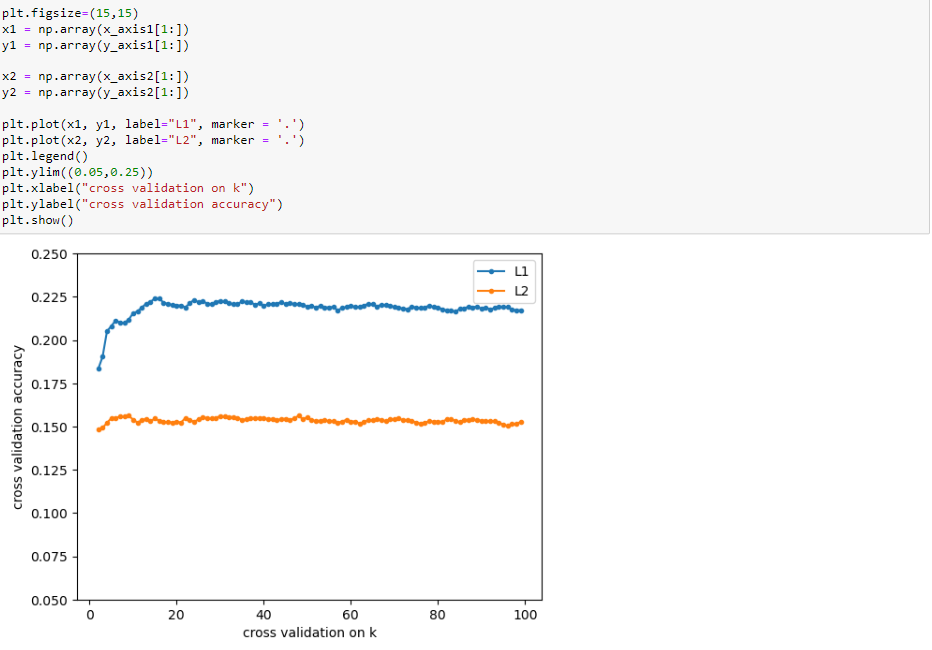 plt.figsize=(15,15)
x1 = np.array(x_axis1[1:])
y1 = np.array(y_axis1[1:])
x2 = np.array(x_axis2[1:])
y2 = np.array(y_axis2[1:])
plt.plot(x1, y1, label="L1", marker = '.')
plt.plot(x2, y2, label="L2", marker = '.')
plt.legend()
plt.ylim((0.05,0.25))
plt.xlabel("cross validation on k")
plt.ylabel("cross validation accuracy")
plt.show()
0.250
0.225
0.200
0.175
0.150
0.125
0.100
0.075
0.050
cross validation accuracy
L1
L2
0 20 40 60 80 100
cross validation on k